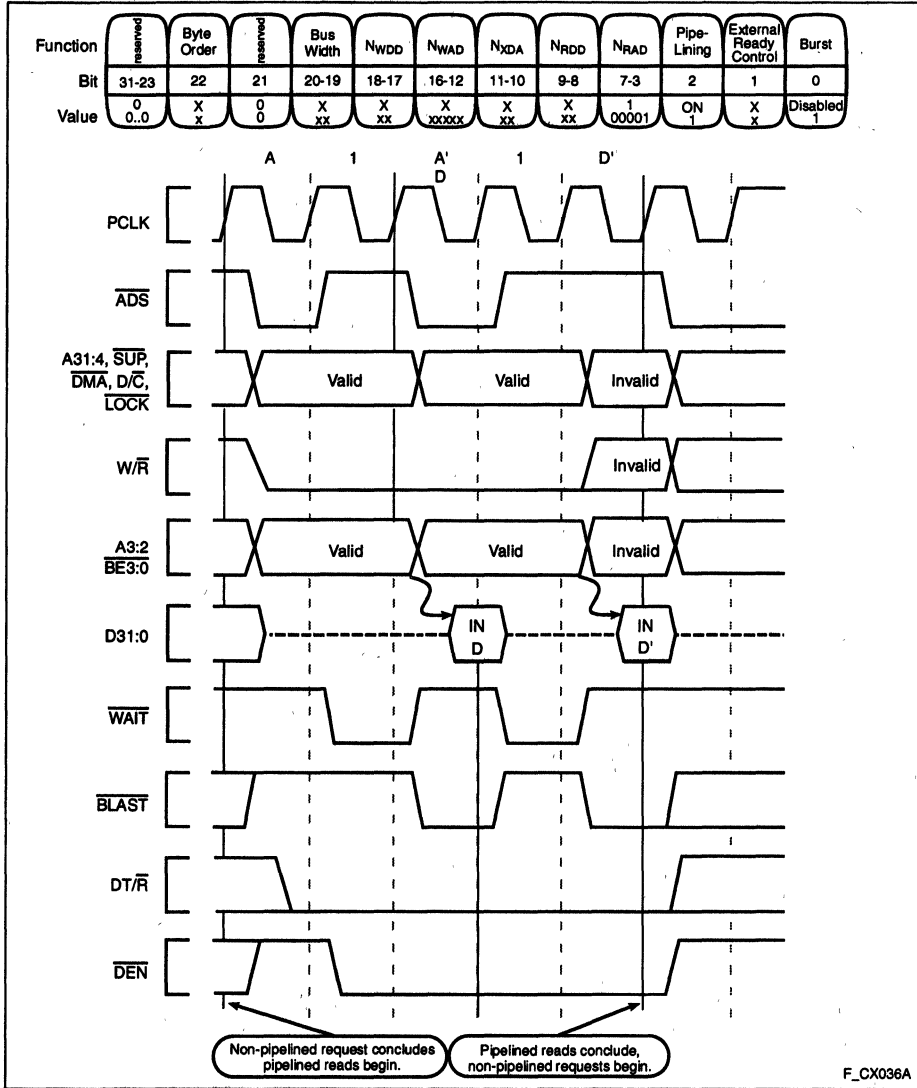 Function reserved Byte Order reserved Bus Width NWDD NWAD NXDA NRDD NRAD Pipe-Lining External Ready Control Burst
Bit 31-23 22 21 20-19 18-17 16-12 11-10 9-8 7-3 2 1 0
Value 0 X 0 X X X X X 1 ON X Disabled
0..0 x 0 xx xx xxxxx xx xx 00001 1 x 1
A 1 A' 1 D'
D
PCLK
ADS
A31:4, SUP,
DMA, D/C,
LOCK
Valid Valid Invalid
W/R Invalid
A3:2
BE3:0
Valid Valid Invalid
D31:0
IN IN
D D'
WAIT
BLAST
DT/R
DEN
Non-pipelined request concludes
pipelined reads begin.
Pipelined reads conclude,
non-pipelined requests begin.
F_CX036A